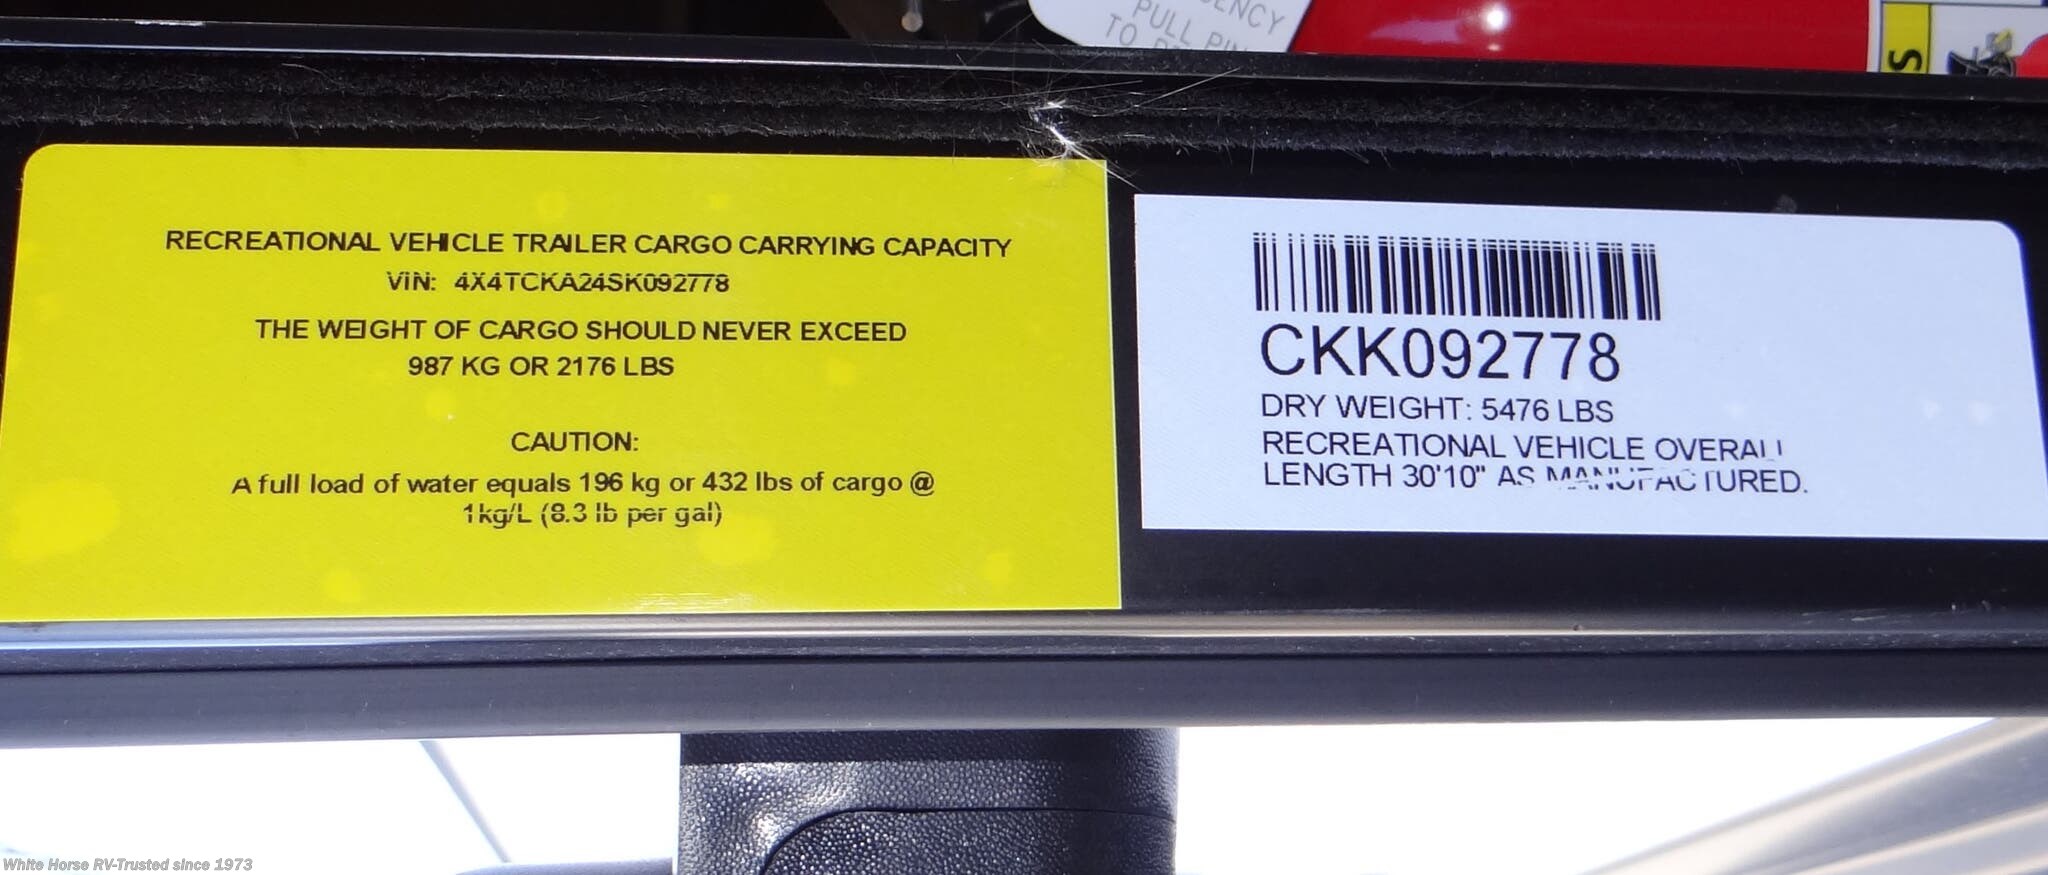 PULL
TO
S
RECREATIONAL VEHICLE TRAILER CARGO CARRYING CAPACITY
VIN: 4X4TCKA24SK092778
THE WEIGHT OF CARGO SHOULD NEVER EXCEED
987 KG OR 2176 LBS
CAUTION:
A full load of water equals 196 kg or 432 lbs of cargo @
1kg/L (8.3 lb per gal)
CKK092778
DRY WEIGHT: 5476 LBS
RECREATIONAL VEHICLE OVERALL
LENGTH 30'10" AS MANUFACTURED.
White Horse RV-Trusted since 1973